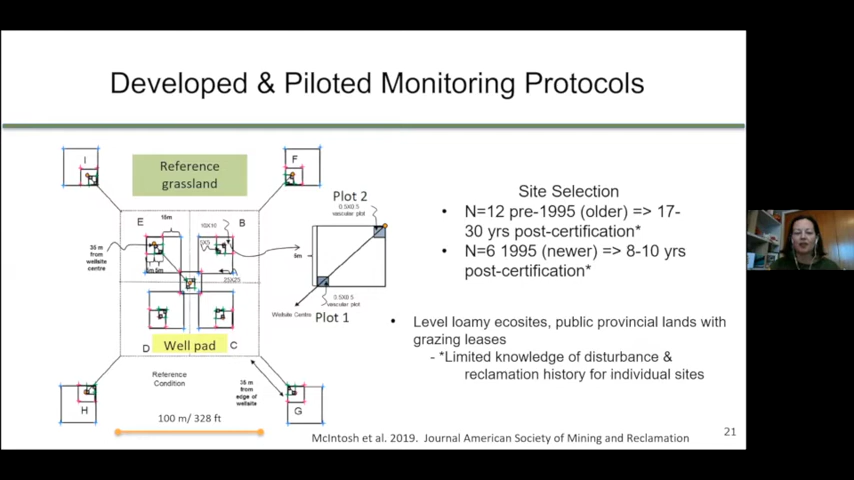 Developed & Piloted Monitoring Protocols
I
Reference
grassland
F
E
15m
10X10
B
5X5
35 m
from
wellsite
centre
25X25
D
Well pad
C
Reference
Condition
35 m
from
edge of
wellsite
H
G
100 m/ 328 ft
Plot 2
0.5X0.5
vascular plot
5m
0.5X0.5
vascular plot
Wellsite Centre
Plot 1
Site Selection
• N=12 pre-1995 (older) => 17-
30 yrs post-certification*
• N=6 1995 (newer) => 8-10 yrs
post-certification*
• Level loamy ecosites, public provincial lands with
grazing leases
- *Limited knowledge of disturbance &
reclamation history for individual sites
McIntosh et al. 2019. Journal American Society of Mining and Reclamation
21